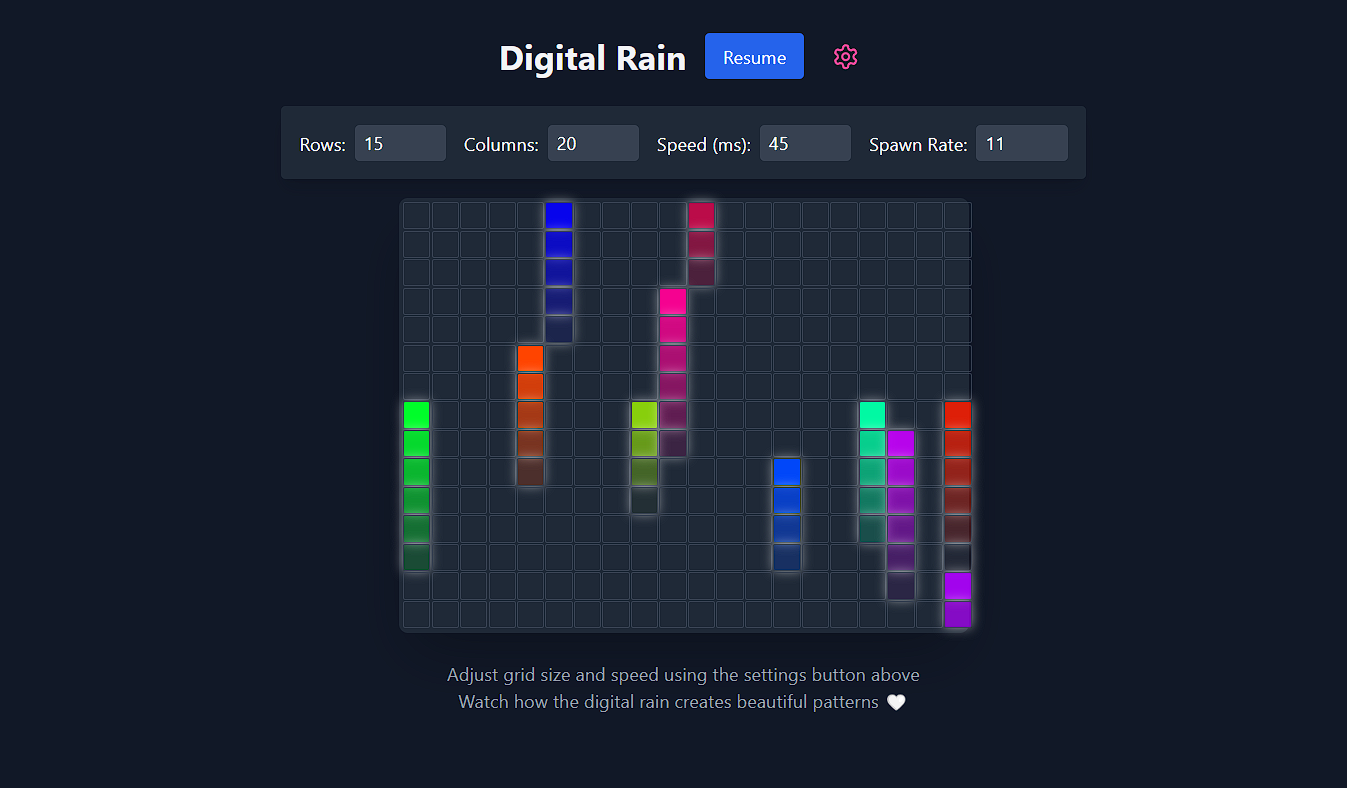 Digital Rain Resume
Rows: 15 Columns: 20 Speed (ms): 45 Spawn Rate: 11
Adjust grid size and speed using the settings button above
Watch how the digital rain creates beautiful patterns 🤍